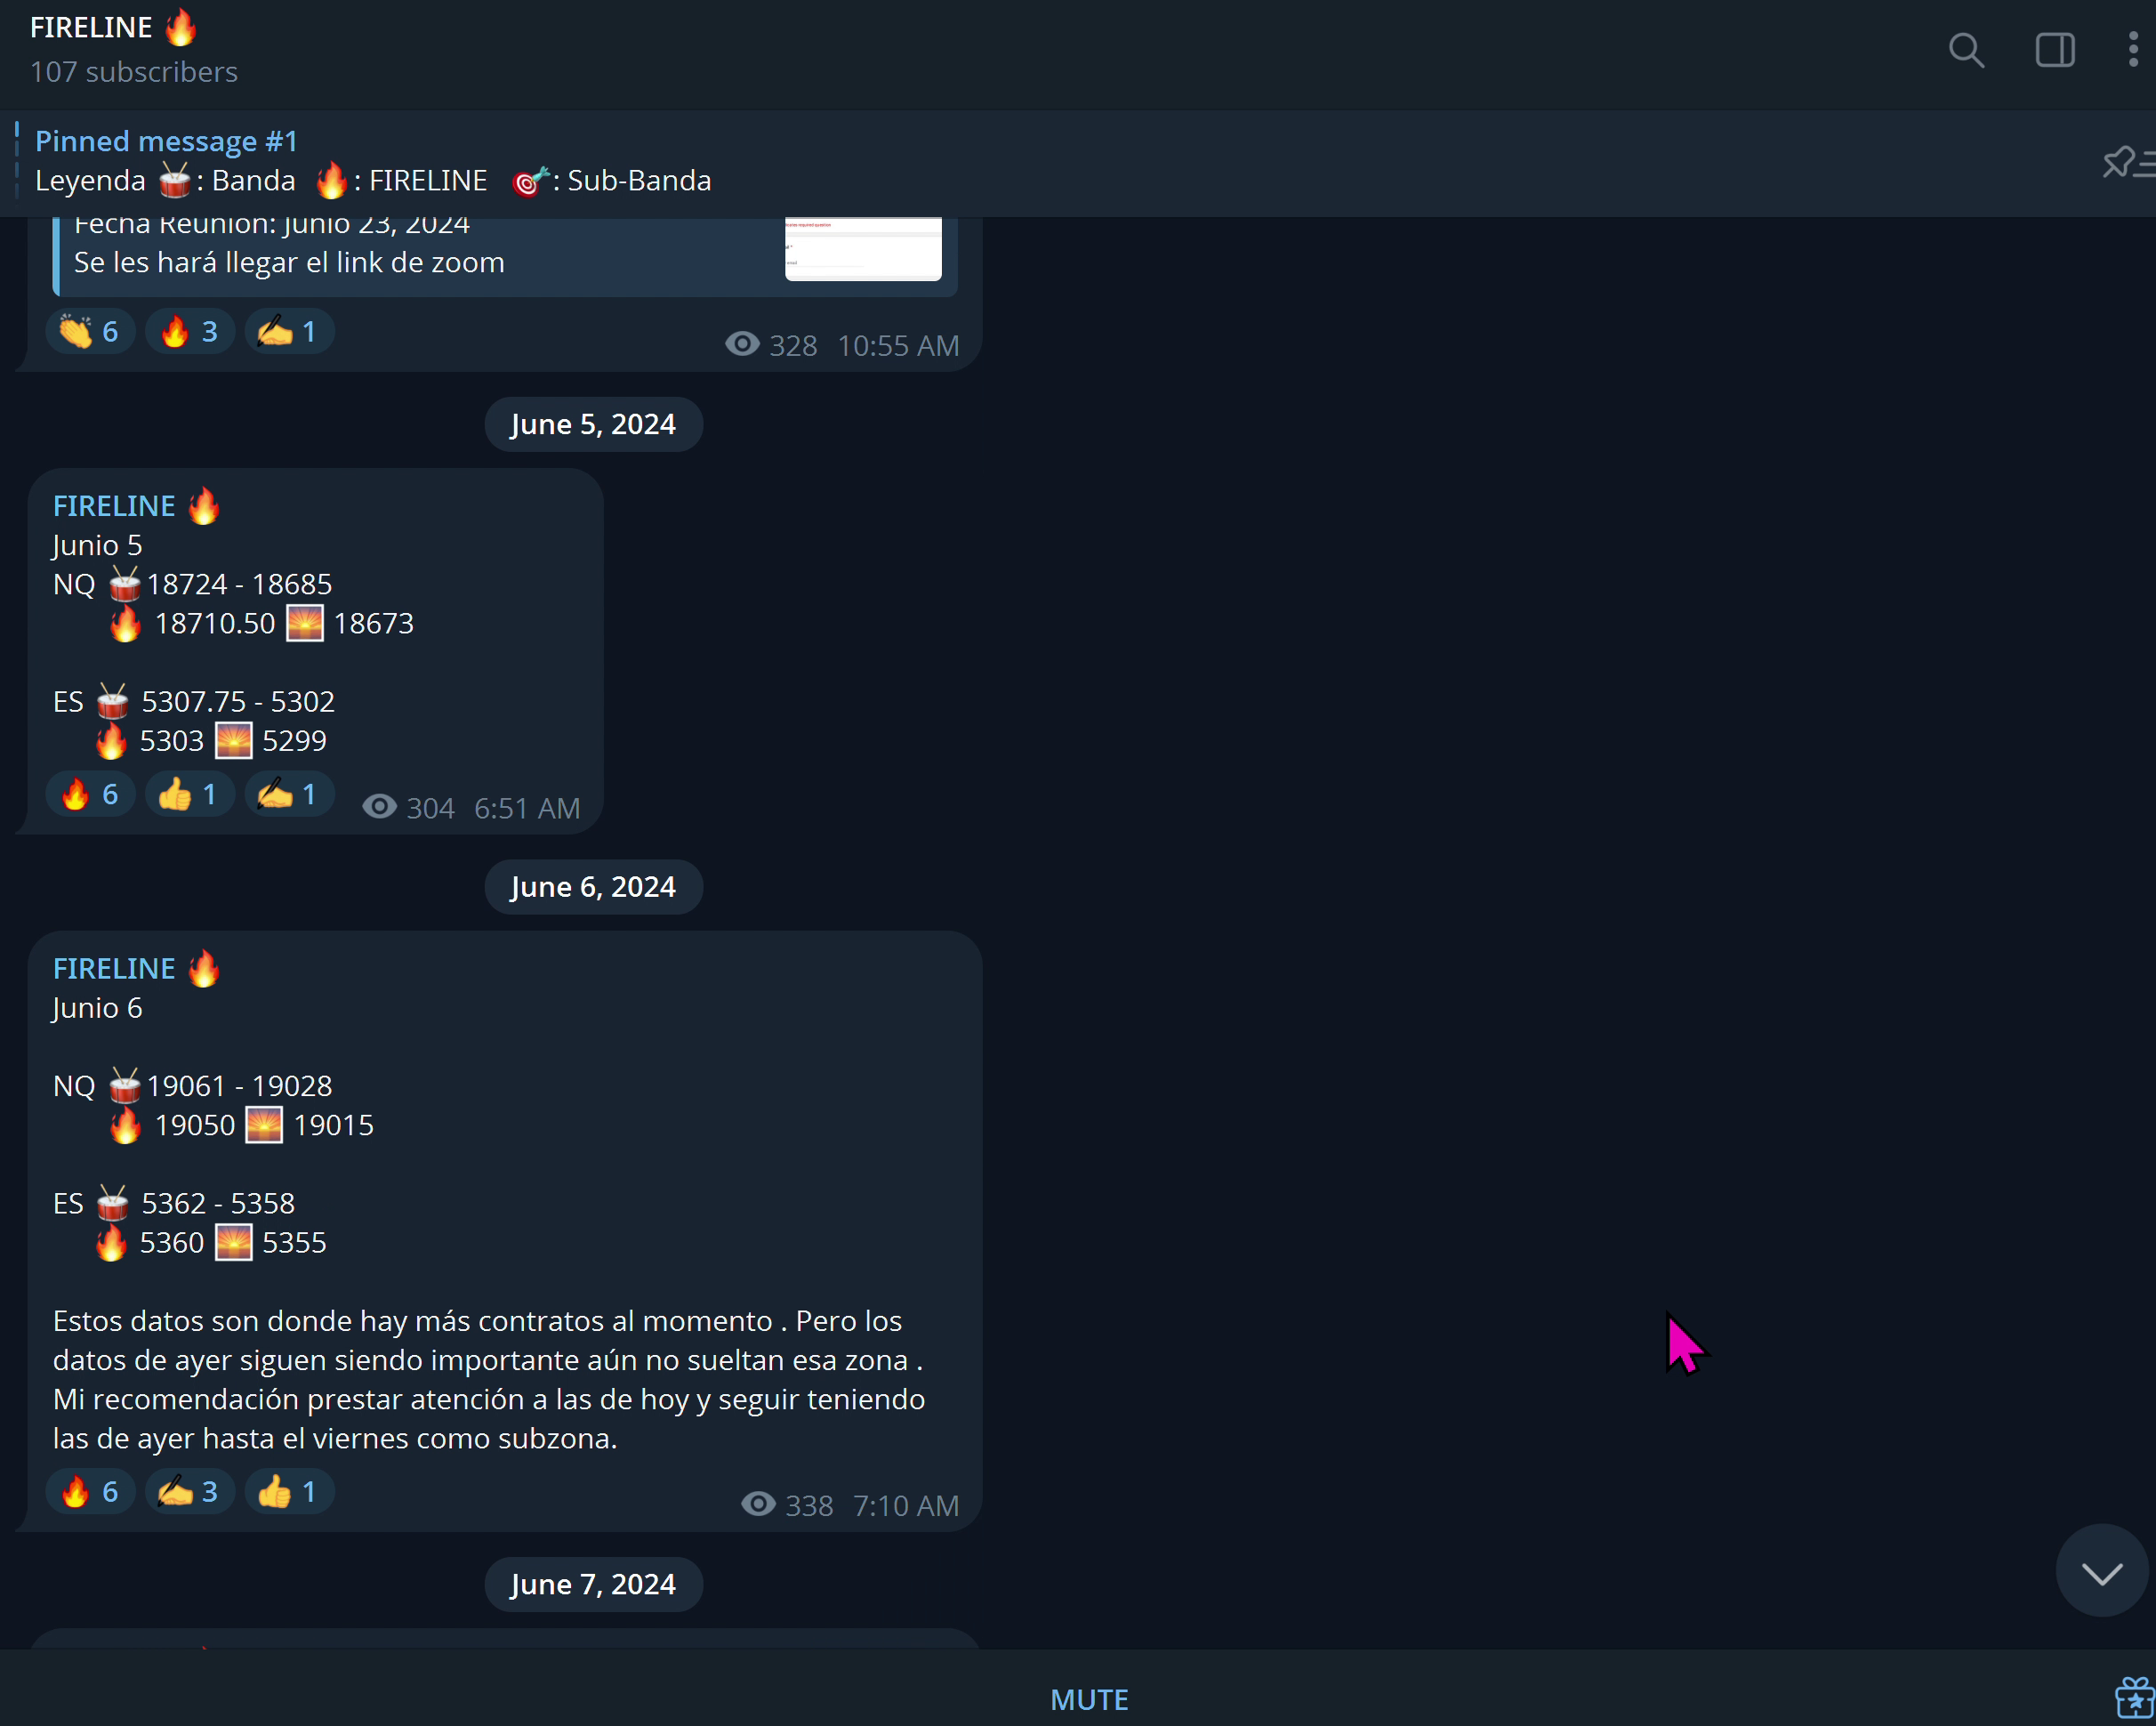 FIRELINE 🔥
107 subscribers
Pinned message #1
Leyenda 🥁: Banda 🔥: FIRELINE 🎯: Sub-Banda
Fecha Reunion: Junio 23, 2024
Se les hará llegar el link de zoom
👏 6 🔥 3 ✍ 1
328 10:55 AM
June 5, 2024
FIRELINE 🔥
Junio 5
NQ 🥁18724 - 18685
🔥 18710.50 🌅 18673
ES 🥁 5307.75 - 5302
🔥 5303 🌅 5299
🔥 6 👍 1 ✍ 1
304 6:51 AM
June 6, 2024
FIRELINE 🔥
Junio 6
NQ 🥁19061 - 19028
🔥 19050 🌅 19015
ES 🥁 5362 - 5358
🔥 5360 🌅 5355
Estos datos son donde hay más contratos al momento . Pero los
datos de ayer siguen siendo importante aún no sueltan esa zona .
Mi recomendación prestar atención a las de hoy y seguir teniendo
las de ayer hasta el viernes como subzona.
🔥 6 ✍ 3 👍 1
338 7:10 AM
June 7, 2024
MUTE